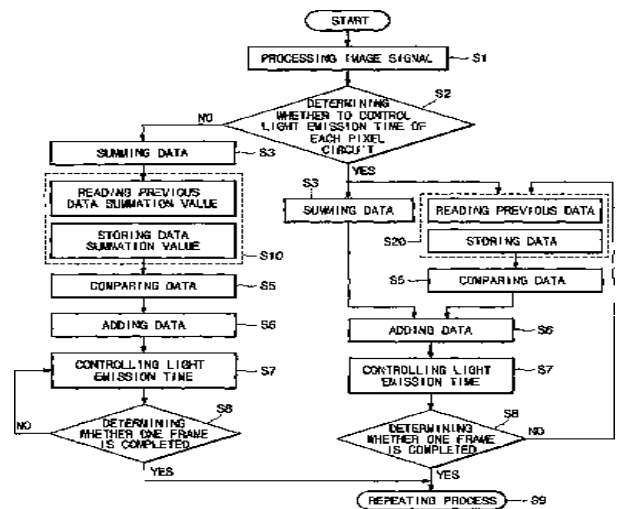 START
PROCESSING IMAGE SIGNAL
S1
S2
DETERMINING
WHETHER TO CONTROL
LIGHT EMISSION TIME OF
EACH PIXEL
CIRCUIT
NO
YES
SUMMING DATA
S3
READING PREVIOUS
DATA SUMMATION VALUE
STORING DATA
SUMMATION VALUE
S10
COMPARING DATA
S5
ADDING DATA
S6
CONTROLLING LIGHT
EMISSION TIME
S7
S8
DETERMINING
WHETHER ONE FRAME
IS COMPLETED
NO
YES
S3
SUMMING DATA
READING PREVIOUS DATA
STORING DATA
S20
S5
COMPARING DATA
ADDING DATA
S6
CONTROLLING LIGHT
EMISSION TIME
S7
S8
DETERMINING
WHETHER ONE FRAME
IS COMPLETED
NO
YES
REPEATING PROCESS
S9